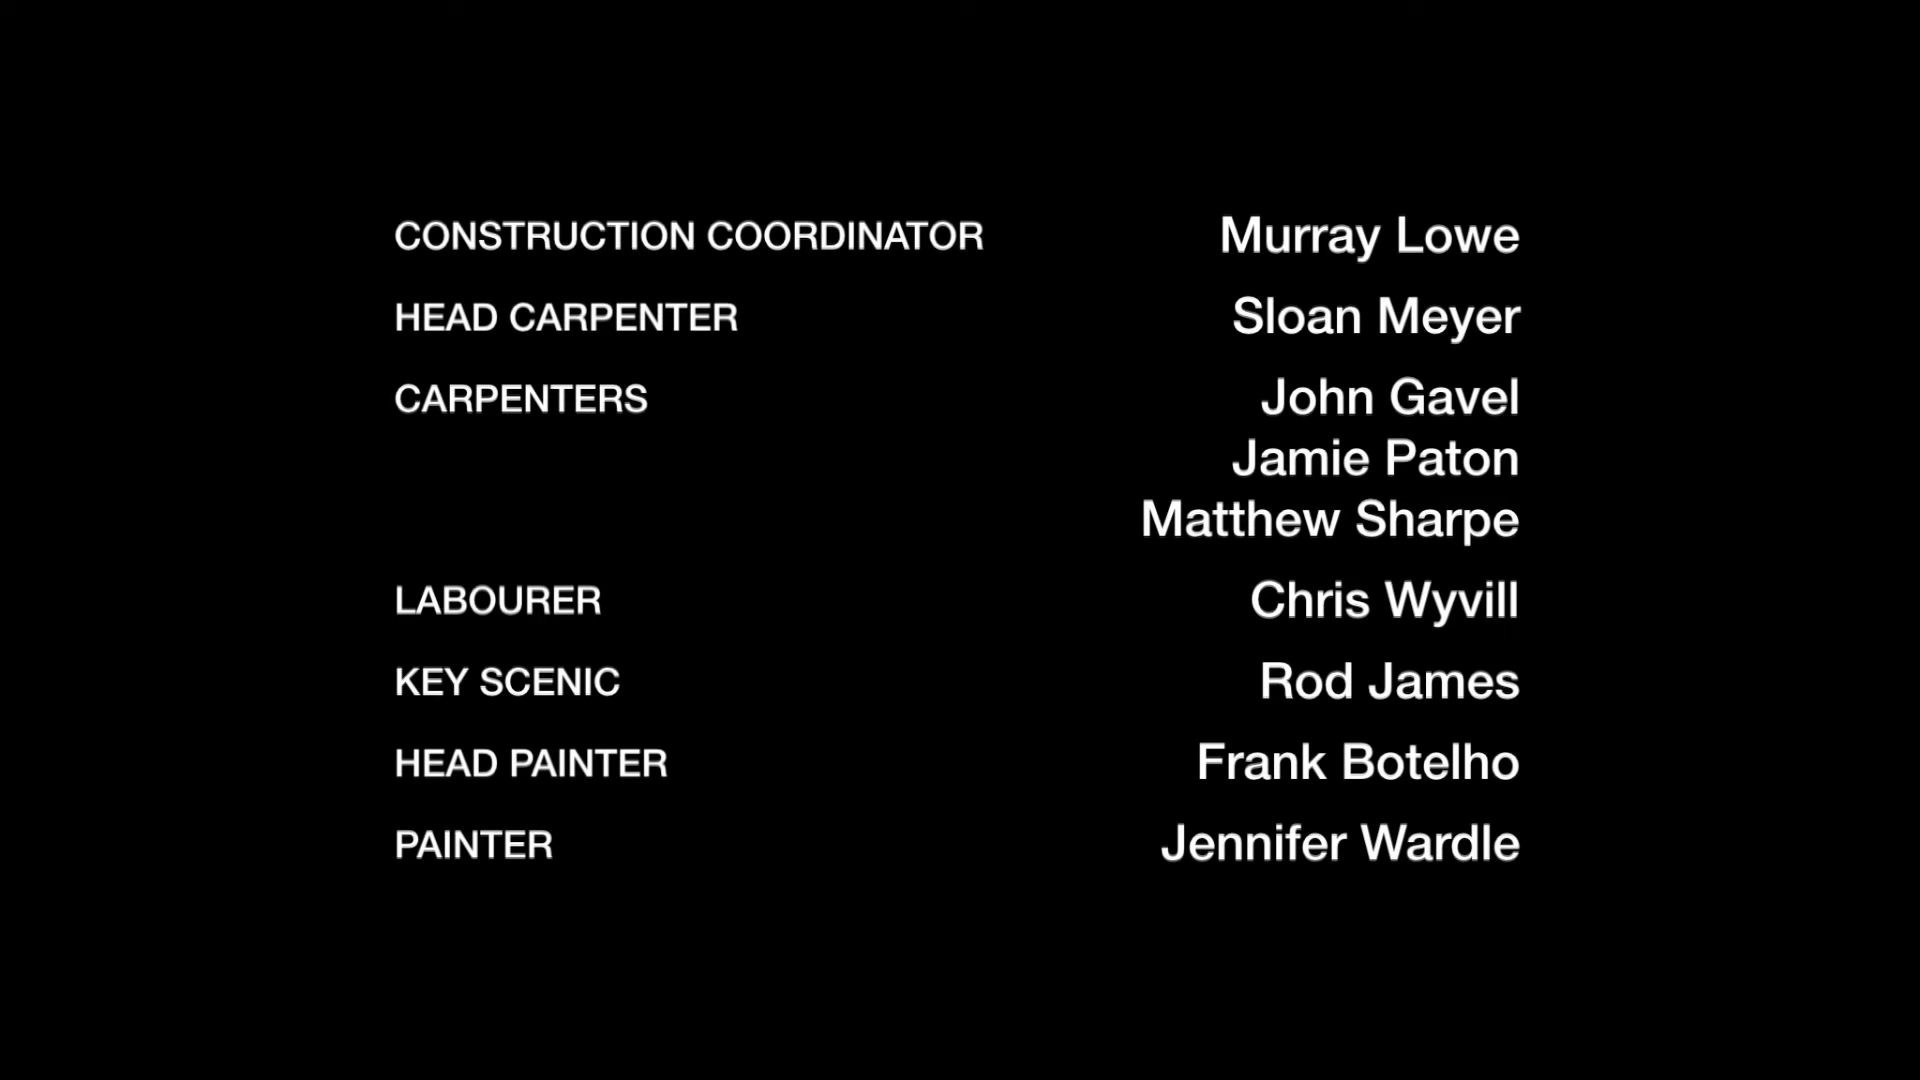 CONSTRUCTION COORDINATOR Murray Lowe
HEAD CARPENTER Sloan Meyer
CARPENTERS John Gavel
Jamie Paton
Matthew Sharpe
LABOURER Chris Wyvill
KEY SCENIC Rod James
HEAD PAINTER Frank Botelho
PAINTER Jennifer Wardle